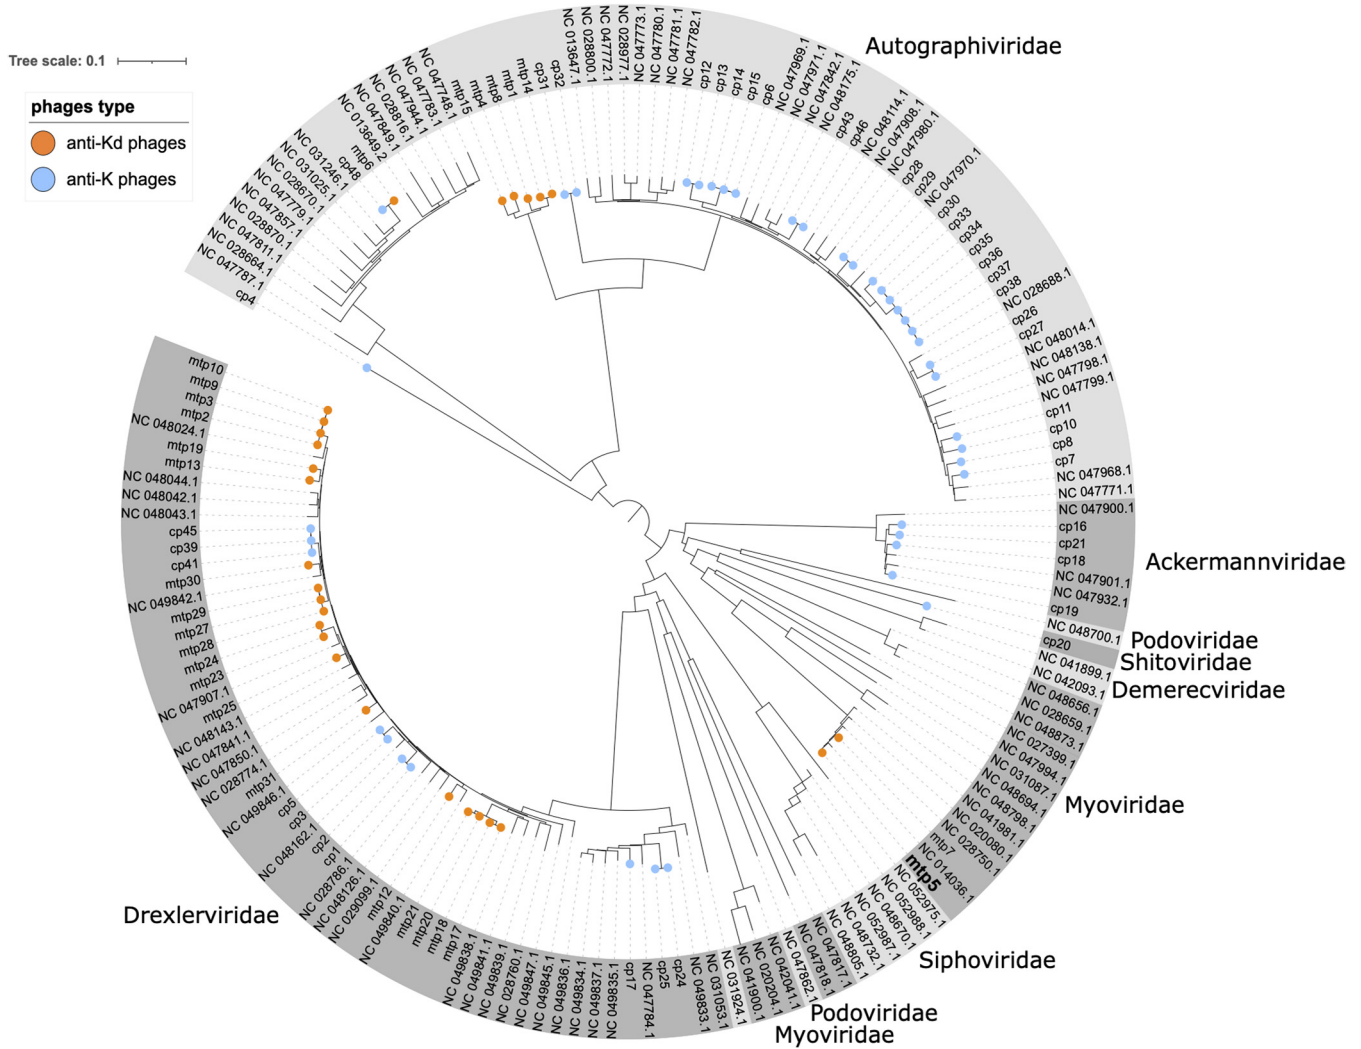 Tree scale: 0.1
phages type
anti-Kd phages
anti-K phages
Autographiviridae
Ackermannviridae
Podoviridae
Shitoviridae
Demerecviridae
Myoviridae
Siphoviridae
Podoviridae
Myoviridae
Drexlerviridae
cp4
NC 047787.1
NC 028664.1
NC 047811.1
NC 028870.1
NC 047857.1
NC 047779.1
NC 028670.1
NC 031025.1
NC 031246.1
cp48
mtp6
NC 013649.2
NC 047849.1
NC 028816.1
NC 047944.1
NC 047783.1
NC 047748.1
mtp15
mtp4
mtp8
mtp1
mtp14
cp31
cp32
NC 013647.1
NC 028800.1
NC 047772.1
NC 028977.1
NC 047773.1
NC 047780.1
NC 047781.1
NC 047782.1
cp12
cp13
cp14
cp15
cp6
NC 047969.1
NC 047971.1
NC 047842.1
NC 048175.1
cp43
cp46
NC 048114.1
NC 047908.1
NC 047980.1
cp28
cp29
NC 047970.1
cp30
cp33
cp34
cp35
cp36
cp37
cp38
NC 028688.1
cp26
cp27
NC 048014.1
NC 048138.1
NC 047798.1
NC 047799.1
cp11
cp10
cp8
cp7
NC 047968.1
NC 047771.1
NC 047900.1
cp16
cp21
cp18
NC 047901.1
NC 047932.1
cp19
NC 048700.1
cp20
NC 041899.1
NC 042093.1
NC 048656.1
NC 028659.1
NC 048873.1
NC 027399.1
NC 047994.1
NC 031087.1
NC 048694.1
NC 048798.1
NC 041981.1
NC 020080.1
NC 028750.1
mtp7
NC 014036.1
mtp5
NC 052975.1
NC 052988.1
NC 048670.1
NC 052987.1
NC 048732.1
NC 048805.1
NC 047817.1
NC 047818.1
NC 047862.1
NC 042041.1
NC 020204.1
NC 041900.1
NC 031924.1
NC 031053.1
NC 049833.1
cp24
cp25
NC 047784.1
cp17
NC 049835.1
NC 049837.1
NC 049834.1
NC 049836.1
NC 049845.1
NC 049847.1
NC 028760.1
NC 049839.1
NC 049841.1
NC 049838.1
mtp17
mtp18
mtp20
mtp21
NC 049840.1
mtp12
NC 029099.1
NC 048126.1
NC 028786.1
cp1
cp2
NC 048162.1
cp3
cp5
NC 049846.1
mtp31
NC 028774.1
NC 047850.1
NC 047841.1
NC 048143.1
mtp25
NC 047907.1
mtp23
mtp24
mtp28
mtp27
mtp29
NC 049842.1
mtp30
cp41
cp39
cp45
NC 048043.1
NC 048042.1
NC 048044.1
mtp13
mtp19
NC 048024.1
mtp2
mtp3
mtp9
mtp10